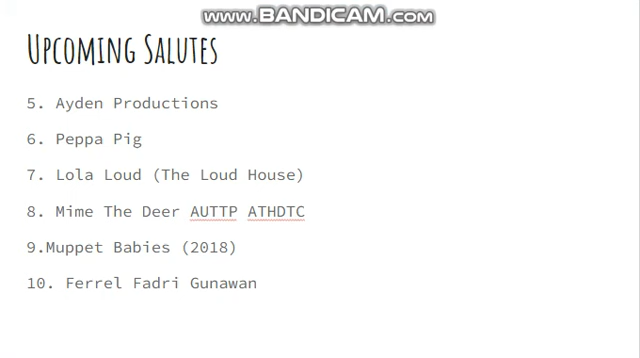 www.BANDICAM.com
Upcoming Salutes
5. Ayden Productions
6. Peppa Pig
7. Lola Loud (The Loud House)
8. Mime The Deer AUTTP ATHDTC
9.Muppet Babies (2018)
10. Ferrel Fadri Gunawan